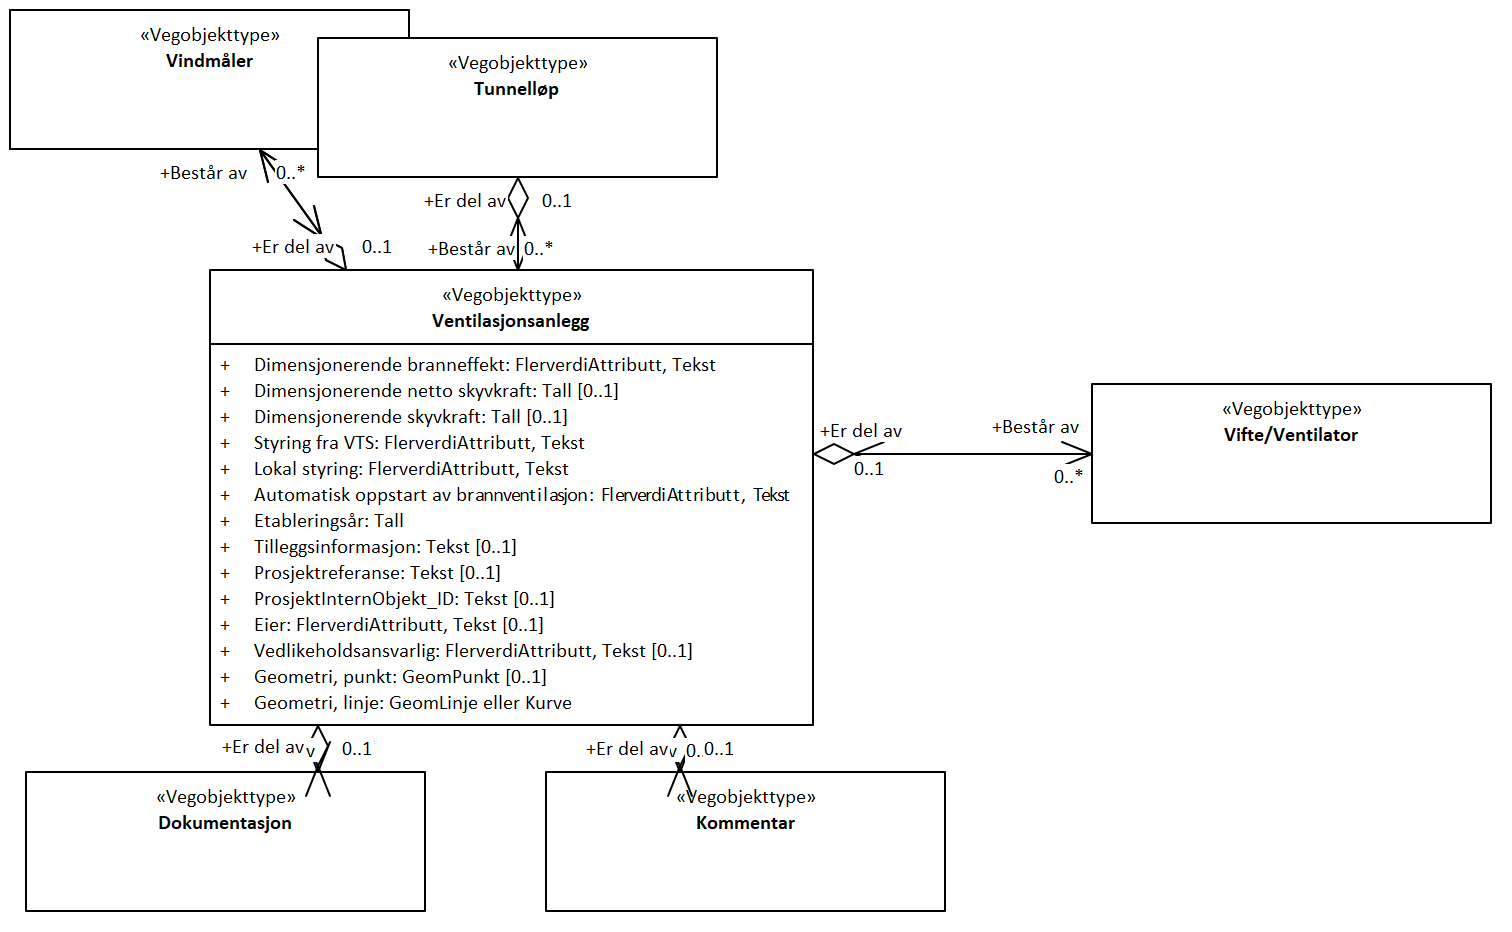 «Vegobjekttype»
Vindmåler
«Vegobjekttype»
Tunnelløp
+Består av
0..*
+Er del av
0..1
+Er del av
0..1
+Består av
0..*
«Vegobjekttype»
Ventilasjonsanlegg
+ Dimensjonerende branneffekt: FlerverdiAttributt, Tekst
+ Dimensjonerende netto skyvkraft: Tall [0..1]
+ Dimensjonerende skyvkraft: Tall [0..1]
+ Styring fra VTS: FlerverdiAttributt, Tekst
+ Lokal styring: FlerverdiAttributt, Tekst
+ Automatisk oppstart av brannventilasjon: FlerverdiAttributt, Tekst
+ Etableringsår: Tall
+ Tilleggsinformasjon: Tekst [0..1]
+ Prosjektreferanse: Tekst [0..1]
+ ProsjektInternObjekt_ID: Tekst [0..1]
+ Eier: FlerverdiAttributt, Tekst [0..1]
+ Vedlikeholdsansvarlig: FlerverdiAttributt, Tekst [0..1]
+ Geometri, punkt: GeomPunkt [0..1]
+ Geometri, linje: GeomLinje eller Kurve
+Er del av
0..1
+Består av
0..*
«Vegobjekttype»
Vifte/Ventilator
+Er del av
0..1
+Er del av
0..1
«Vegobjekttype»
Dokumentasjon
«Vegobjekttype»
Kommentar